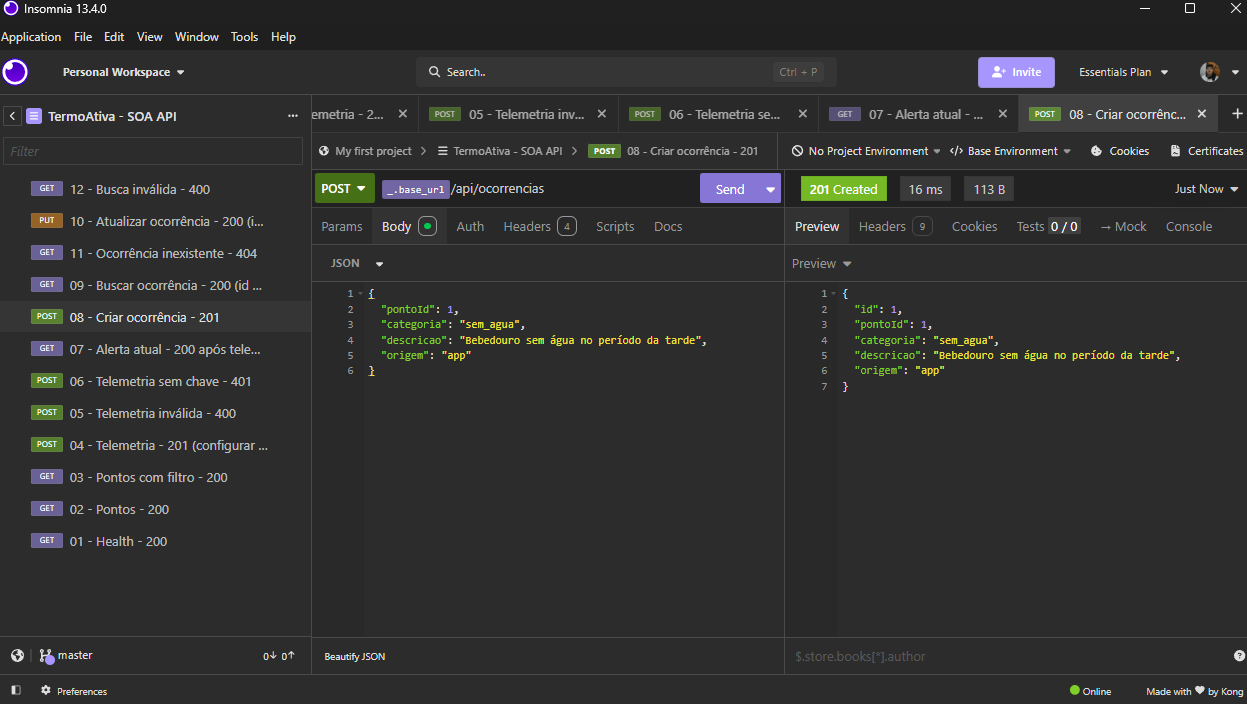 Insomnia 13.4.0
Application File Edit View Window Tools Help
Personal Workspace
Search..
Ctrl + P
Invite
Essentials Plan
TermoAtiva - SOA API
Filter
GET 12 - Busca inválida - 400
PUT 10 - Atualizar ocorrência - 200 (i...
GET 11 - Ocorrência inexistente - 404
GET 09 - Buscar ocorrência - 200 (id ...
POST 08 - Criar ocorrência - 201
GET 07 - Alerta atual - 200 após tele...
POST 06 - Telemetria sem chave - 401
POST 05 - Telemetria inválida - 400
POST 04 - Telemetria - 201 (configurar ...
GET 03 - Pontos com filtro - 200
GET 02 - Pontos - 200
GET 01 - Health - 200
master
0↓ 0↑
emetria - 2...
POST 05 - Telemetria inv...
POST 06 - Telemetria se...
GET 07 - Alerta atual - ...
POST 08 - Criar ocorrênc...
My first project > TermoAtiva - SOA API > POST 08 - Criar ocorrência - 201
No Project Environment
</> Base Environment
Cookies
Certificates
POST _.base_url/api/ocorrencias
Send
Params Body Auth Headers 4 Scripts Docs
JSON
1 {
2 "pontoId": 1,
3 "categoria": "sem_agua",
4 "descricao": "Bebedouro sem água no período da tarde",
5 "origem": "app"
6 }
Beautify JSON
201 Created 16 ms 113 B
Just Now
Preview Headers 9 Cookies Tests 0 / 0 → Mock Console
Preview
1 {
2 "id": 1,
3 "pontoId": 1,
4 "categoria": "sem_agua",
5 "descricao": "Bebedouro sem água no período da tarde",
6 "origem": "app"
7 }
$.store.books[*].author
Preferences
Online
Made with ♥ by Kong